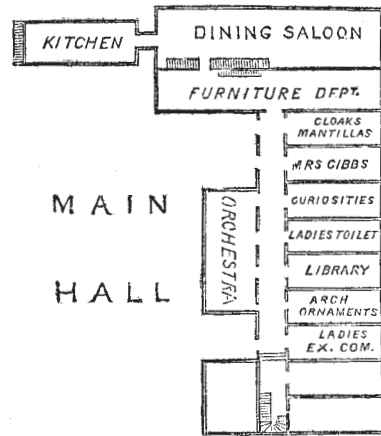 KITCHEN
DINING SALOON
FURNITURE DEPT.
CLOAKS
MANTILLAS
MRS GIBBS
CURIOSITIES
LADIES TOILET
LIBRARY
ARCH
ORNAMENTS
LADIES
EX. COM.
ORCHESTRA
MAIN
HALL